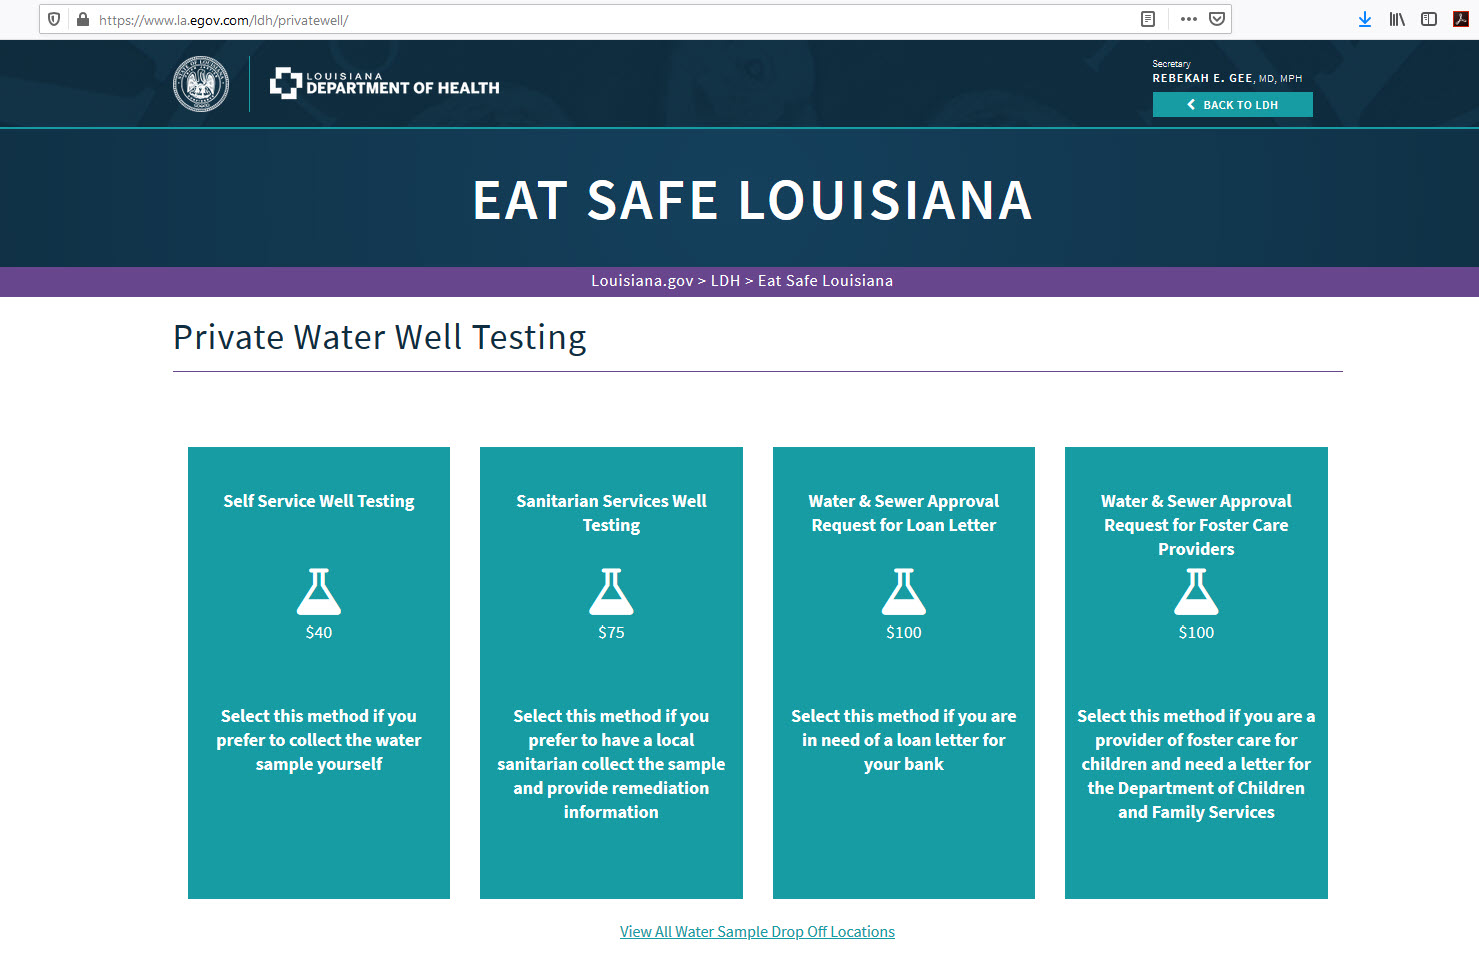 https://www.la.egov.com/ldh/privatewell/
LOUISIANA
DEPARTMENT OF HEALTH
Secretary
REBEKAH E. GEE, MD, MPH
BACK TO LDH
EAT SAFE LOUISIANA
Louisiana.gov > LDH > Eat Safe Louisiana
Private Water Well Testing
Self Service Well Testing
$40
Select this method if you
prefer to collect the water
sample yourself
Sanitarian Services Well
Testing
$75
Select this method if you
prefer to have a local
sanitarian collect the sample
and provide remediation
information
Water & Sewer Approval
Request for Loan Letter
$100
Select this method if you are
in need of a loan letter for
your bank
Water & Sewer Approval
Request for Foster Care
Providers
$100
Select this method if you are a
provider of foster care for
children and need a letter for
the Department of Children
and Family Services
View All Water Sample Drop Off Locations